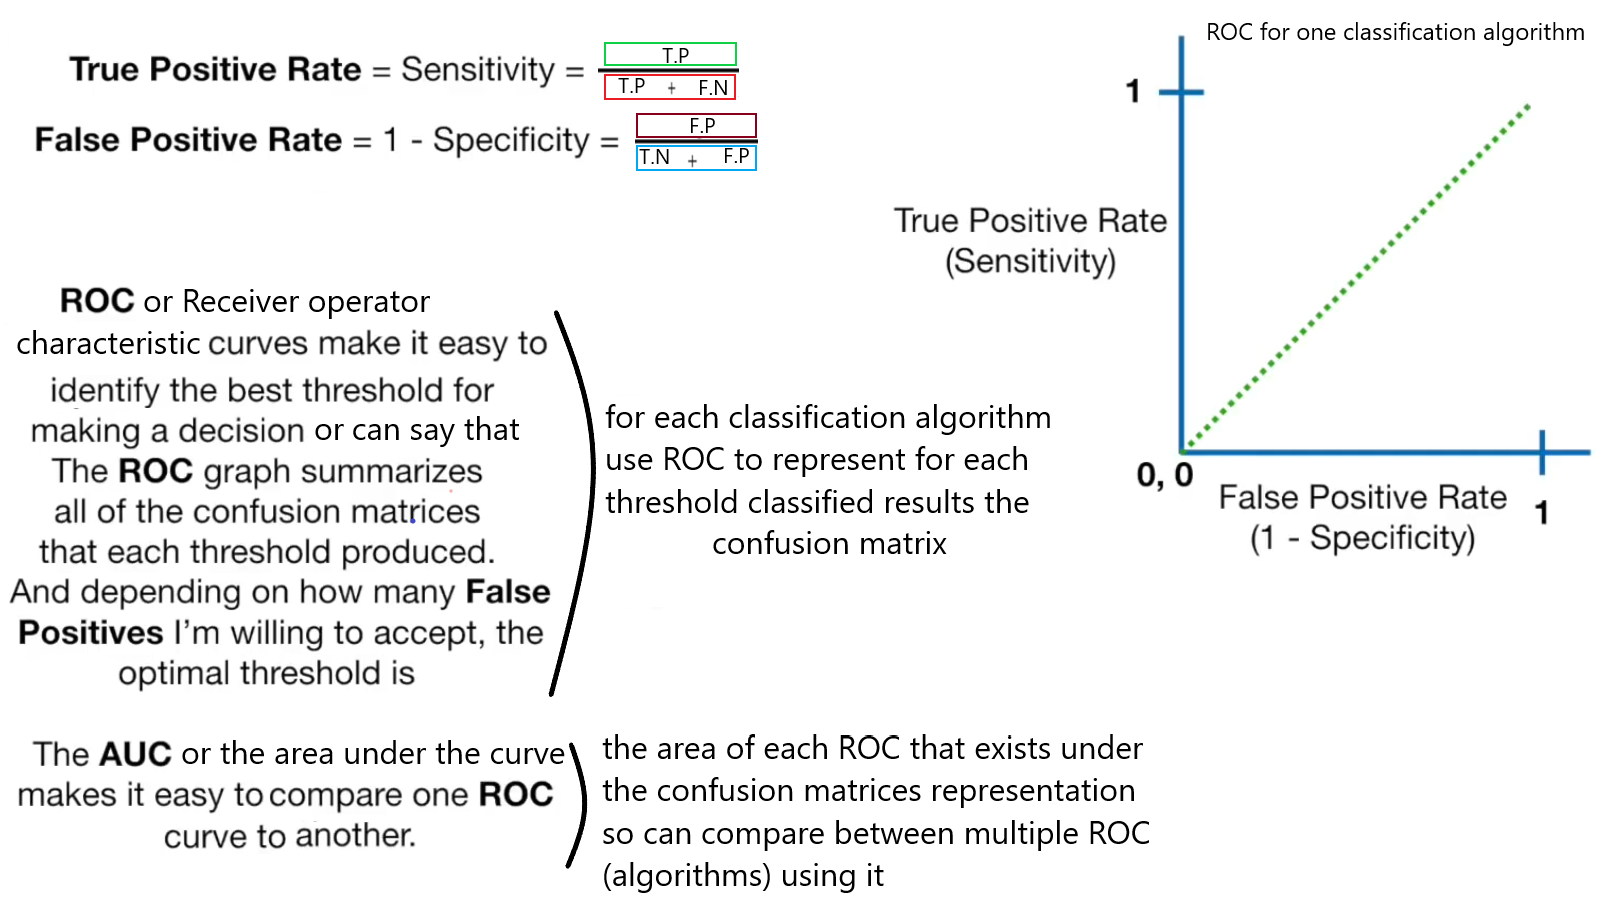 True Positive Rate = Sensitivity = T.P
T.P + F.N
False Positive Rate = 1 - Specificity = F.P
T.N + F.P
ROC or Receiver operator
characteristic curves make it easy to
identify the best threshold for
making a decision or can say that
The ROC graph summarizes
all of the confusion matrices
that each threshold produced.
And depending on how many False
Positives I'm willing to accept, the
optimal threshold is
for each classification algorithm
use ROC to represent for each
threshold classified results the
confusion matrix
The AUC or the area under the curve
makes it easy to compare one ROC
curve to another.
the area of each ROC that exists under
the confusion matrices representation
so can compare between multiple ROC
(algorithms) using it
ROC for one classification algorithm
1
True Positive Rate
(Sensitivity)
0, 0
False Positive Rate
(1 - Specificity)
1